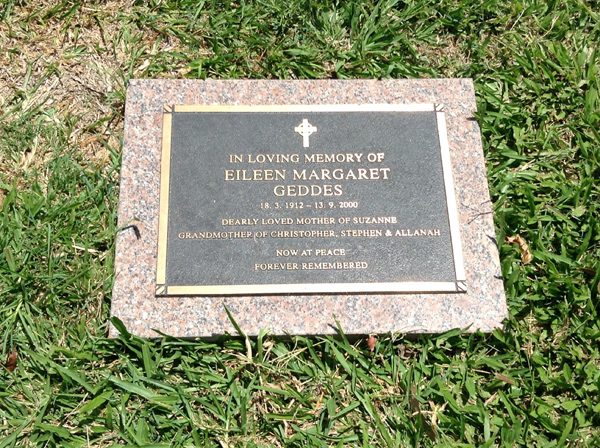 IN LOVING MEMORY OF
EILEEN MARGARET
GEDDES
18. 3. 1912 – 13. 9. 2000
DEARLY LOVED MOTHER OF SUZANNE
GRANDMOTHER OF CHRISTOPHER, STEPHEN & ALLANAH
NOW AT PEACE
FOREVER REMEMBERED